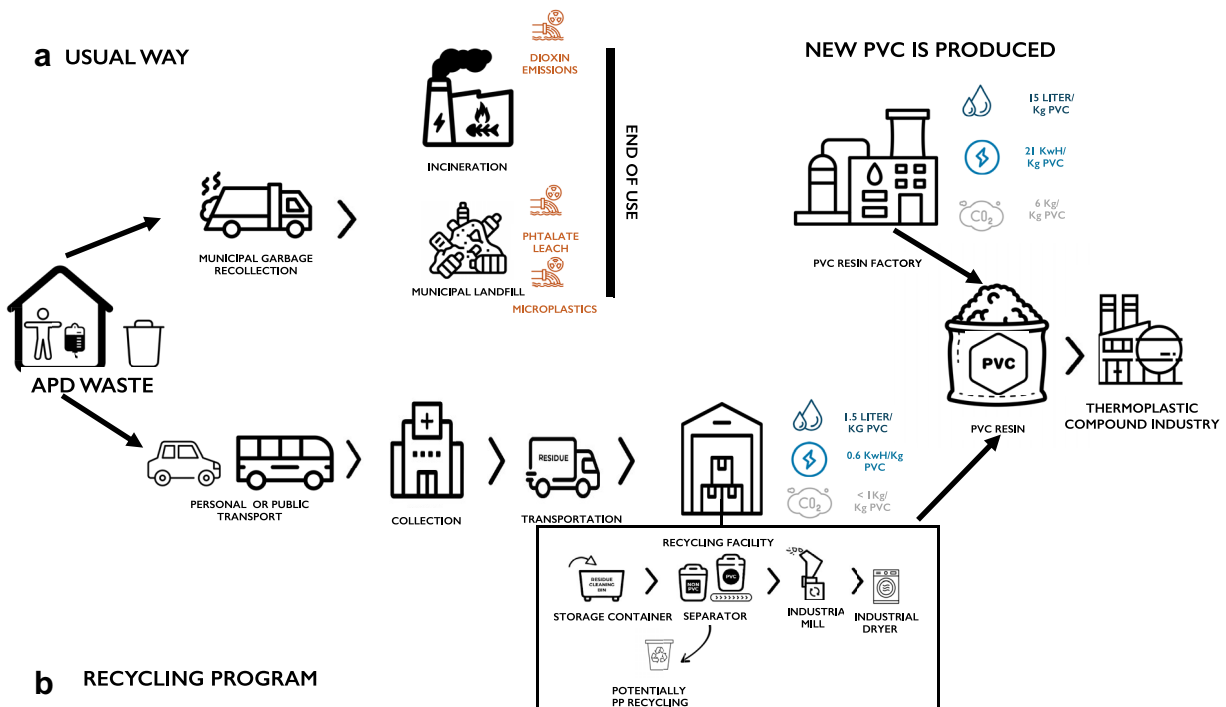 a USUAL WAY
DIOXIN
EMISSIONS
INCINERATION
MUNICIPAL GARBAGE
RECOLLECTION
PHTALATE
LEACH
MUNICIPAL LANDFILL
MICROPLASTICS
END OF USE
NEW PVC IS PRODUCED
15 LITER/
Kg PVC
21 KwH/
Kg PVC
CO2
6 Kg/
Kg PVC
PVC RESIN FACTORY
PVC
PVC RESIN
THERMOPLASTIC
COMPOUND INDUSTRY
APD WASTE
PERSONAL OR PUBLIC
TRANSPORT
COLLECTION
RESIDUE
TRANSPORTATION
1.5 LITER/
KG PVC
0.6 KwH/Kg
PVC
CO2
< 1Kg/
Kg PVC
RECYCLING FACILITY
RESIDUE
CLEANING
BIN
STORAGE CONTAINER
NON
PVC
PVC
SEPARATOR
INDUSTRIA
MILL
INDUSTRIAL
DRYER
POTENTIALLY
PP RECYCLING
b RECYCLING PROGRAM